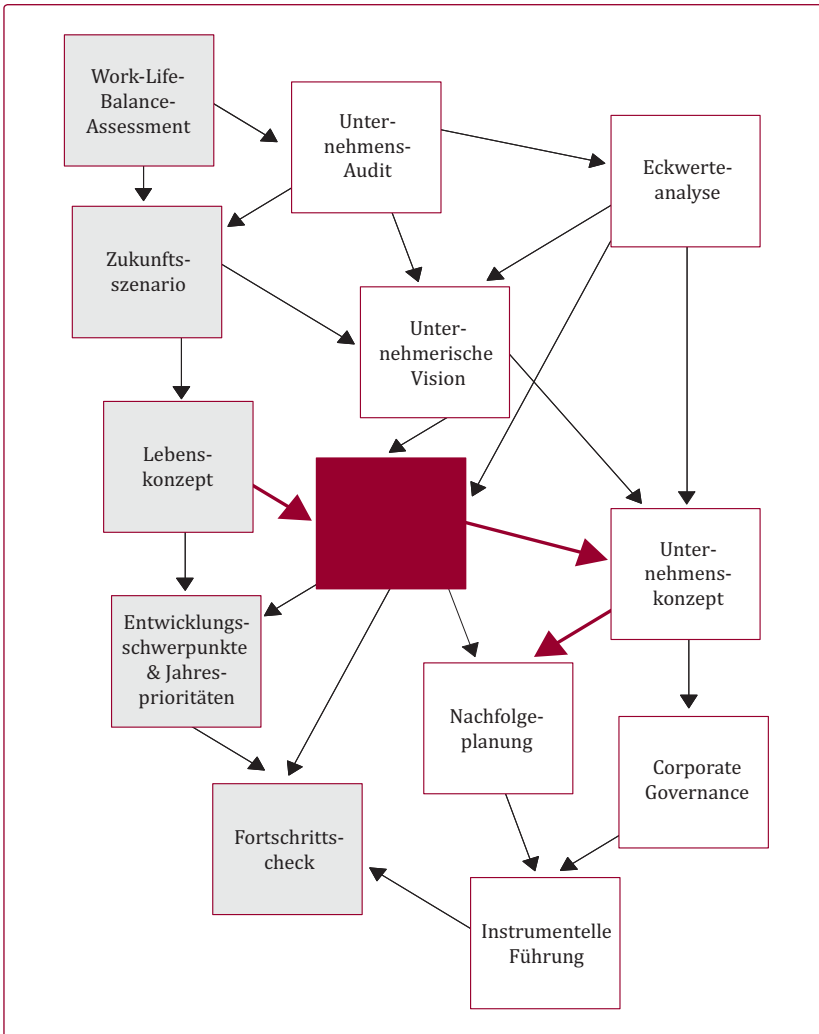 Work-Life-
Balance-
Assessment
Unter-
nehmens-
Audit
Eckwerte-
analyse
Zukunfts-
szenario
Unter-
nehmerische
Vision
Lebens-
konzept
Unter-
nehmens-
konzept
Entwicklungs-
schwerpunkte
& Jahres-
prioritäten
Nachfolge-
planung
Corporate
Governance
Fortschritts-
check
Instrumentelle
Führung